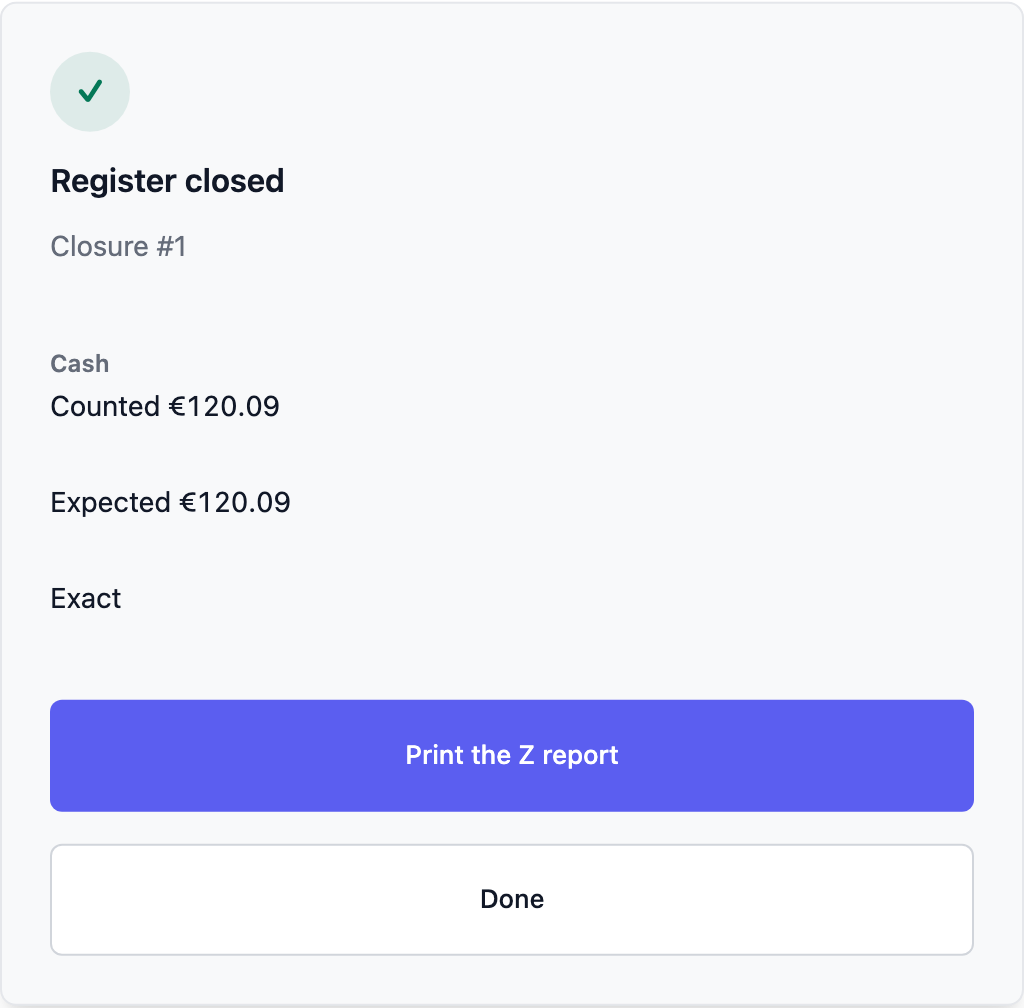 Register closed
Closure #1
Cash
Counted €120.09
Expected €120.09
Exact
Print the Z report
Done